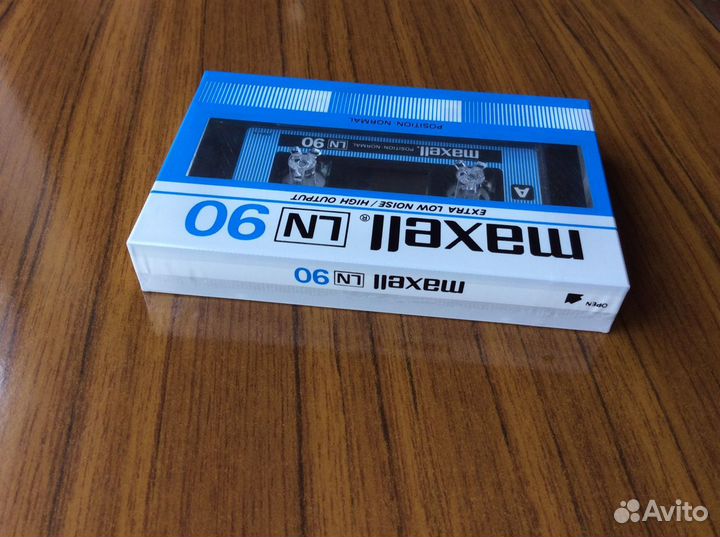 OPEN
maxell LN 90
maxell® LN 90
EXTRA LOW NOISE / HIGH OUTPUT
A
maxell. POSITION·NORMAL LN 90
POSITION NORMAL
Avito